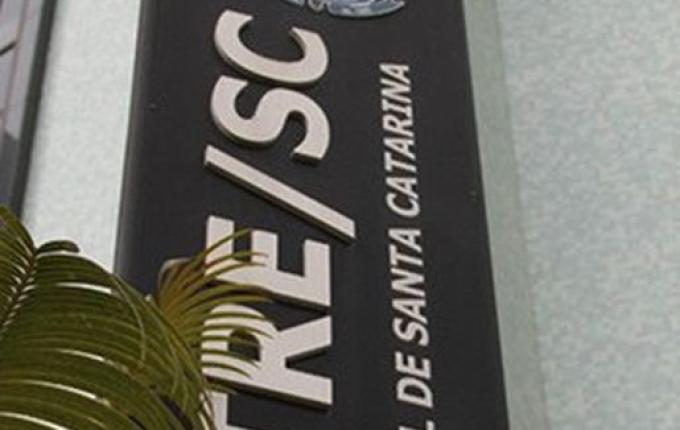 TRE/SC
L DE SANTA CATARINA